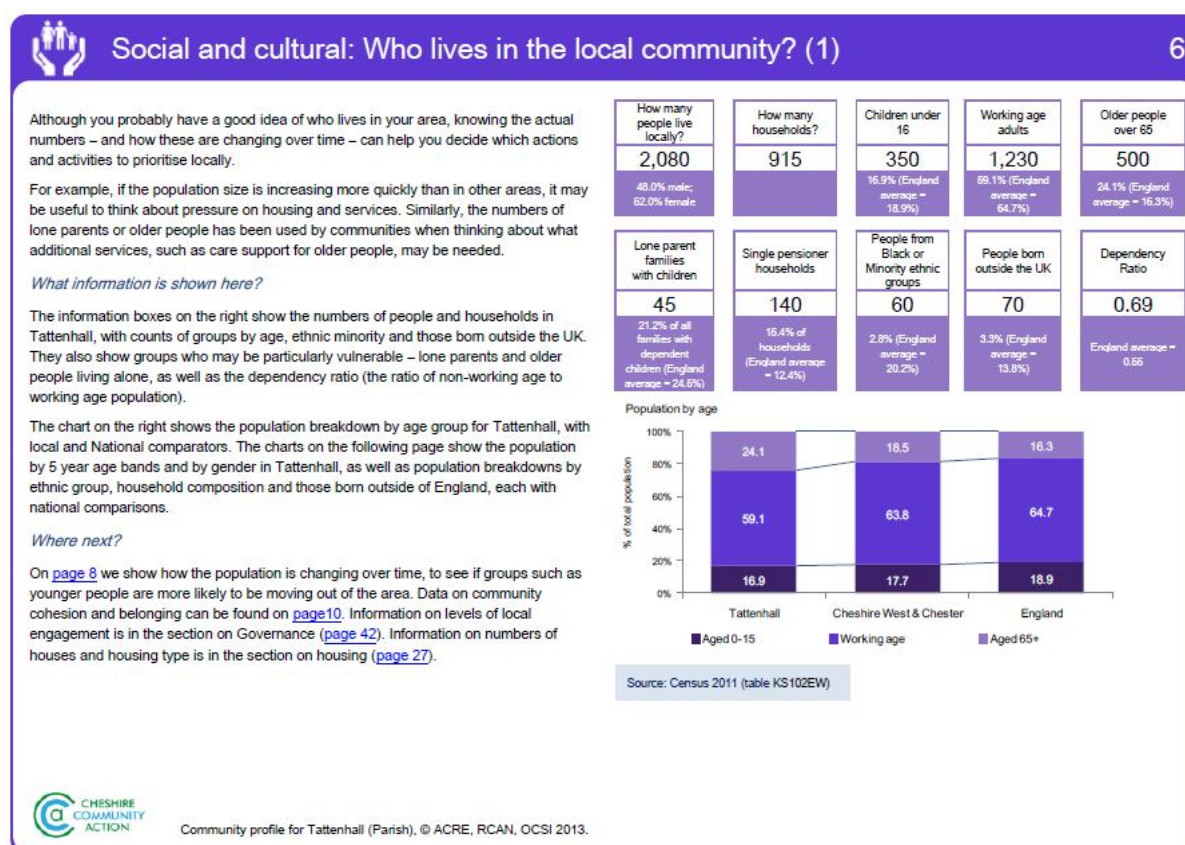 Social and cultural: Who lives in the local community? (1)
6
Although you probably have a good idea of who lives in your area, knowing the actual
numbers – and how these are changing over time – can help you decide which actions
and activities to prioritise locally.
For example, if the population size is increasing more quickly than in other areas, it may
be useful to think about pressure on housing and services. Similarly, the numbers of
lone parents or older people has been used by communities when thinking about what
additional services, such as care support for older people, may be needed.
What information is shown here?
The information boxes on the right show the numbers of people and households in
Tattenhall, with counts of groups by age, ethnic minority and those born outside the UK.
They also show groups who may be particularly vulnerable – lone parents and older
people living alone, as well as the dependency ratio (the ratio of non-working age to
working age population).
The chart on the right shows the population breakdown by age group for Tattenhall, with
local and National comparators. The charts on the following page show the population
by 5 year age bands and by gender in Tattenhall, as well as population breakdowns by
ethnic group, household composition and those born outside of England, each with
national comparisons.
Where next?
On page 8 we show how the population is changing over time, to see if groups such as
younger people are more likely to be moving out of the area. Data on community
cohesion and belonging can be found on page10. Information on levels of local
engagement is in the section on Governance (page 42). Information on numbers of
houses and housing type is in the section on housing (page 27).
How many
people live
locally?
2,080
48.0% male;
52.0% female
How many
households?
915
Children under
16
350
16.9% (England
average =
18.9%)
Working age
adults
1,230
59.1% (England
average =
64.7%)
Older people
over 65
500
24.1% (England
average = 16.3%)
Lone parent
families
with children
45
21.2% of all
families with
dependent
children (England
average = 24.5%)
Single pensioner
households
140
15.4% of
households
(England average
= 12.4%)
People from
Black or
Minority ethnic
groups
60
2.8% (England
average =
20.2%)
People born
outside the UK
70
3.3% (England
average =
13.8%)
Dependency
Ratio
0.69
England average =
0.55
Population by age
% of total population
100%
80%
60%
40%
20%
0%
24.1
18.5
16.3
59.1
63.8
64.7
16.9
17.7
18.9
Tattenhall
Cheshire West & Chester
England
Aged 0-15
Working age
Aged 65+
Source: Census 2011 (table KS102EW)
CHESHIRE
COMMUNITY
ACTION
Community profile for Tattenhall (Parish), © ACRE, RCAN, OCSI 2013.